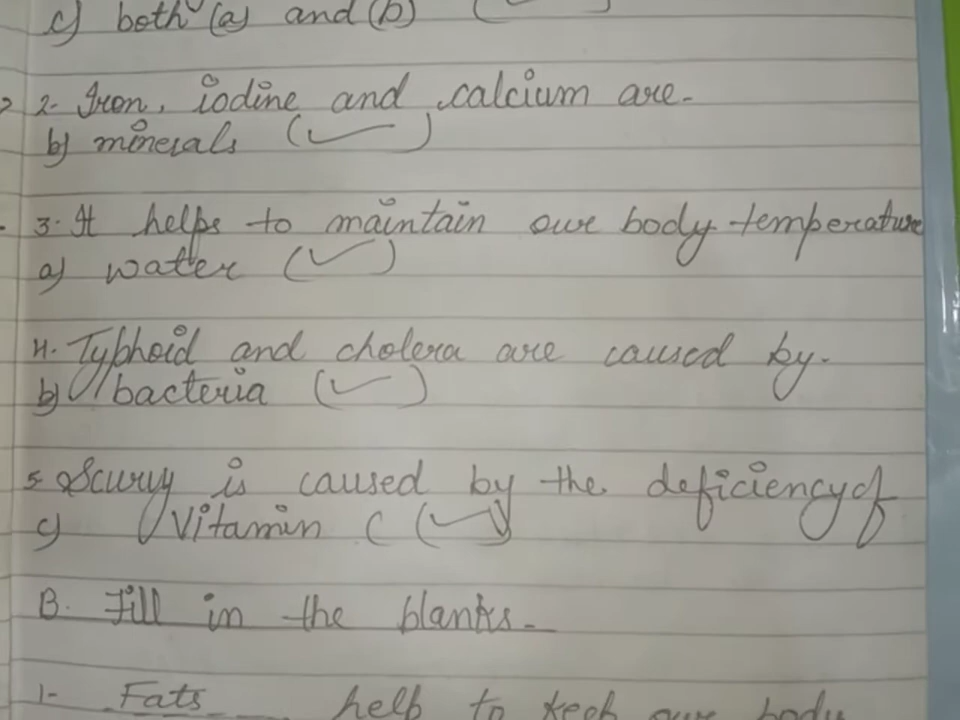 c) both (a) and (b) (
2- Iron, iodine and calcium are-
b) minerals (✓)
3. It helps to maintain our body temperature
a) water (✓)
4. Typhoid and cholera are caused by-
b) bacteria (✓)
5. Scurvy is caused by the deficiency of
c) Vitamin C (✓)
B. Fill in the blanks-
1- Fats help to keep our body